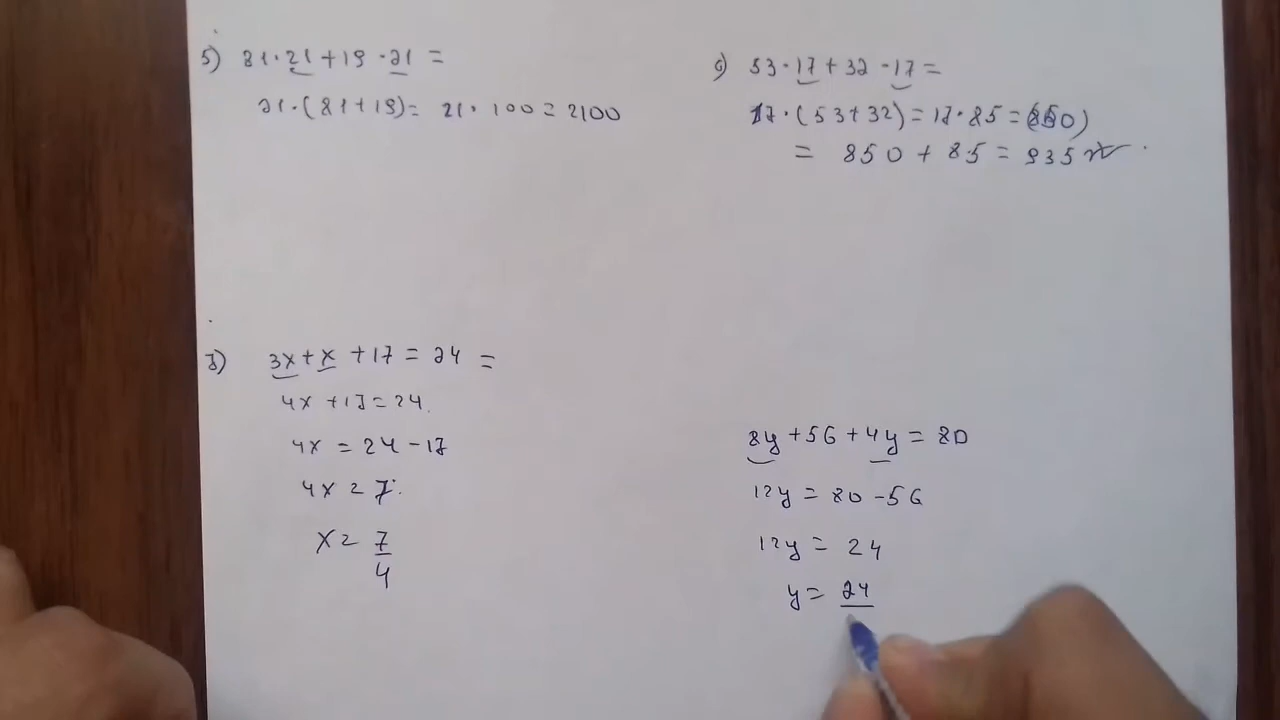 5) 81·21+19·21=
21·(81+19)=21·100=2100
6) 53·17+32·17=
17·(53+32)=17·85=(850)
= 850+85=935
7) 3x+x+17=24=
4x+17=24
4x=24-17
4x=7
x=7/4
8y+56+4y=80
12y=80-56
12y=24
y=24